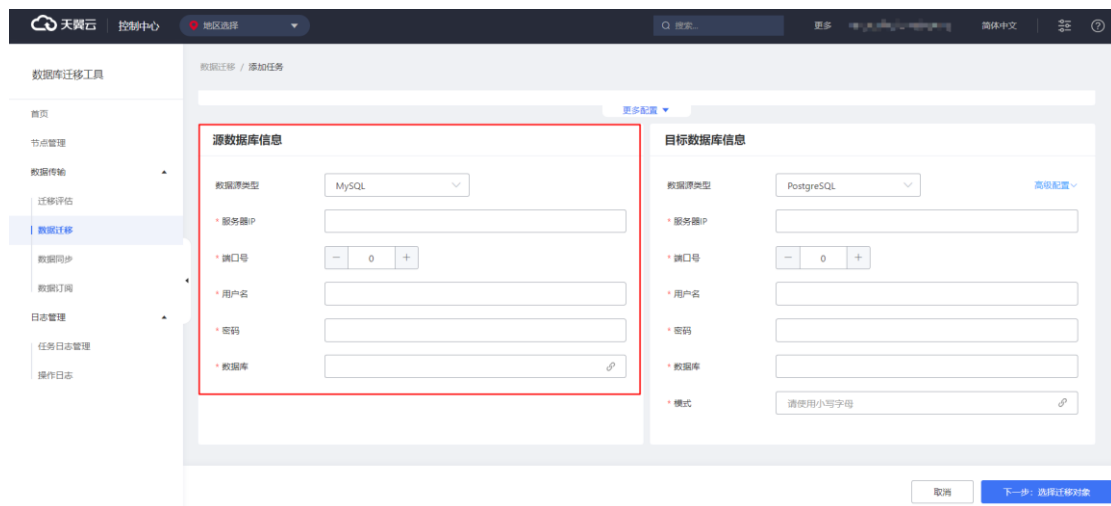 天翼云 控制中心 地区选择 搜索... 更多 简体中文
数据库迁移工具
首页
节点管理
数据传输
迁移评估
数据迁移
数据同步
数据订阅
日志管理
任务日志管理
操作日志
数据迁移 / 添加任务
更多配置
源数据库信息
数据源类型 MySQL
* 服务器IP
* 端口号 0
* 用户名
* 密码
* 数据库
目标数据库信息
数据源类型 PostgreSQL 高级配置
* 服务器IP
* 端口号 0
* 用户名
* 密码
* 数据库
* 模式 请使用小写字母
取消 下一步：选择迁移对象